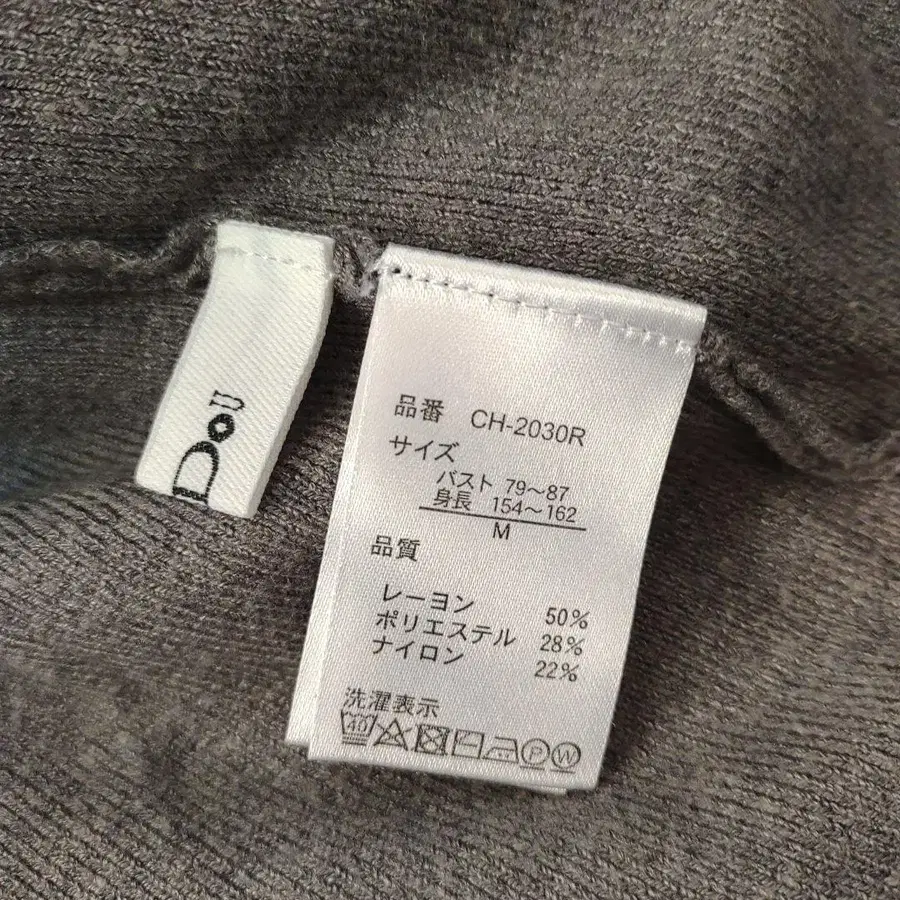 DoU
品番 CH-2030R
サイズ
バスト 79～87
身長 154～162
M
品質
レーヨン 50%
ポリエステル 28%
ナイロン 22%
洗濯表示
40 P W